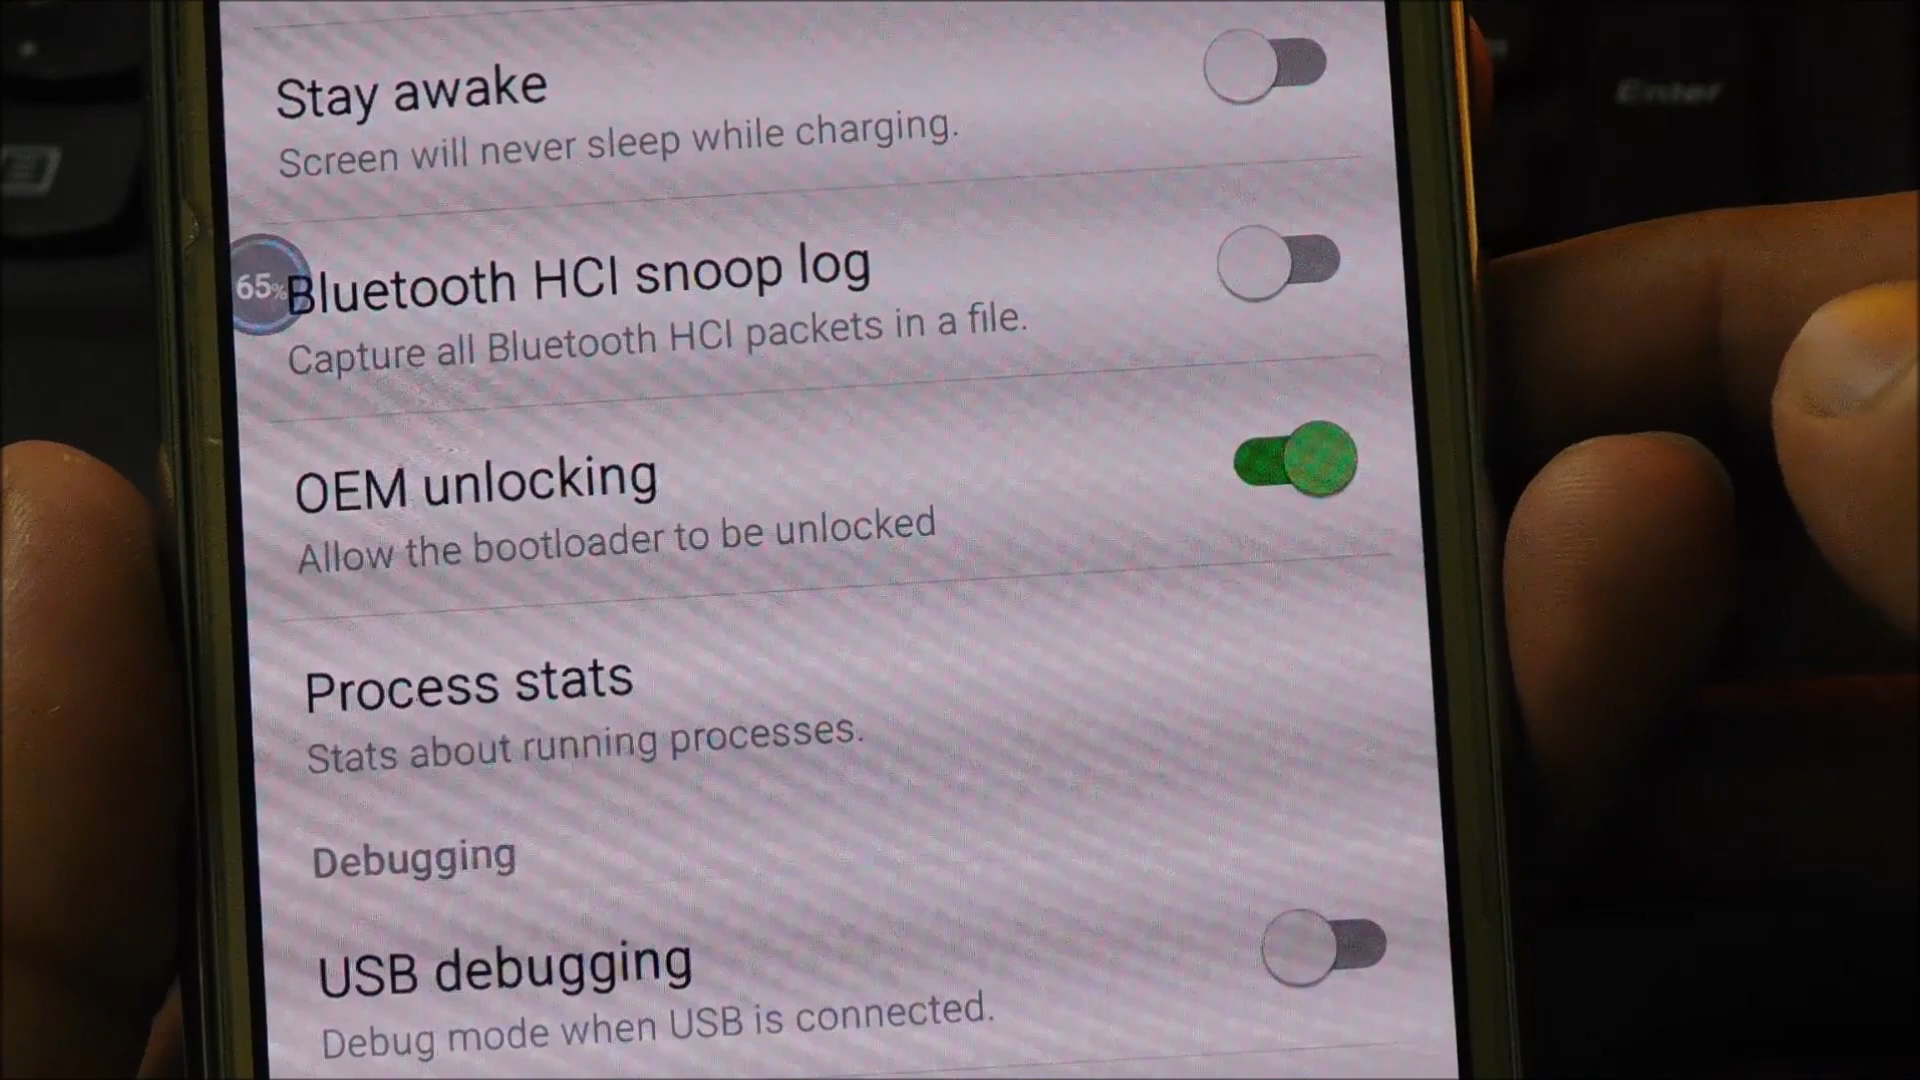 Stay awake
Screen will never sleep while charging.
Enter
65%
Bluetooth HCI snoop log
Capture all Bluetooth HCI packets in a file.
OEM unlocking
Allow the bootloader to be unlocked
Process stats
Stats about running processes.
Debugging
USB debugging
Debug mode when USB is connected.